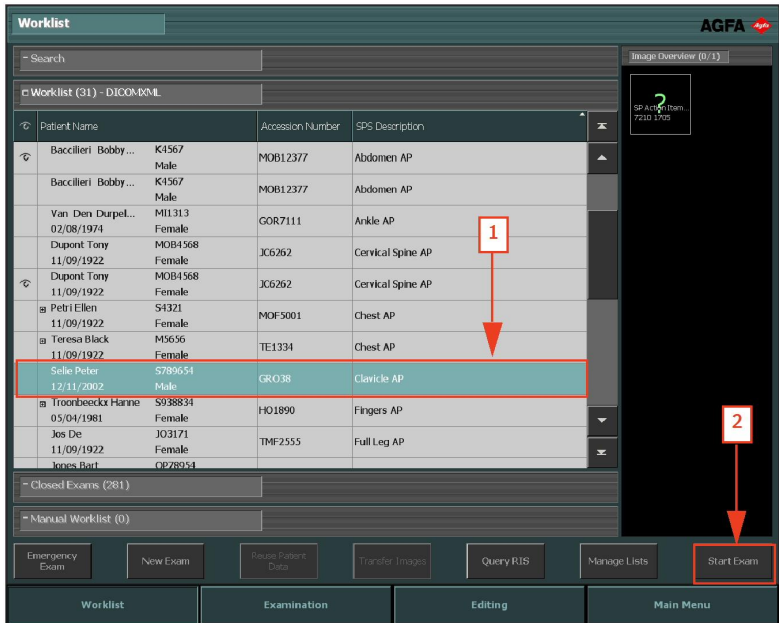 Worklist
AGFA
Search
Image Overview (0/1)
Worklist (31) - DICOMXML
?
SP Action Item...
7210 1705
Patient Name Accession Number SPS Description
Baccilieri Bobby... K4567 MOB12377 Abdomen AP
Male
Baccilieri Bobby... K4567 MOB12377 Abdomen AP
Male
Van Den Durpel... MI1313 GOR7111 Ankle AP
02/08/1974 Female
1
Dupont Tony MOB4568 JC6262 Cervical Spine AP
11/09/1922 Female
Dupont Tony MOB4568 JC6262 Cervical Spine AP
11/09/1922 Female
Petri Ellen S4321 MOF5001 Chest AP
11/09/1922 Female
Teresa Black M5656 TE1334 Chest AP
11/09/1922 Female
Selie Peter S789654 GRO38 Clavicle AP
12/11/2002 Male
Troonbeeckx Hanne S938834 HO1890 Fingers AP
05/04/1981 Female
2
Jos De JO3171 TMF2555 Full Leg AP
11/09/1922 Female
Jones Bart OP78954
Closed Exams (281)
Manual Worklist (0)
Emergency Exam
New Exam
Reuse Patient Data
Transfer Images
Query RIS
Manage Lists
Start Exam
Worklist Examination Editing Main Menu